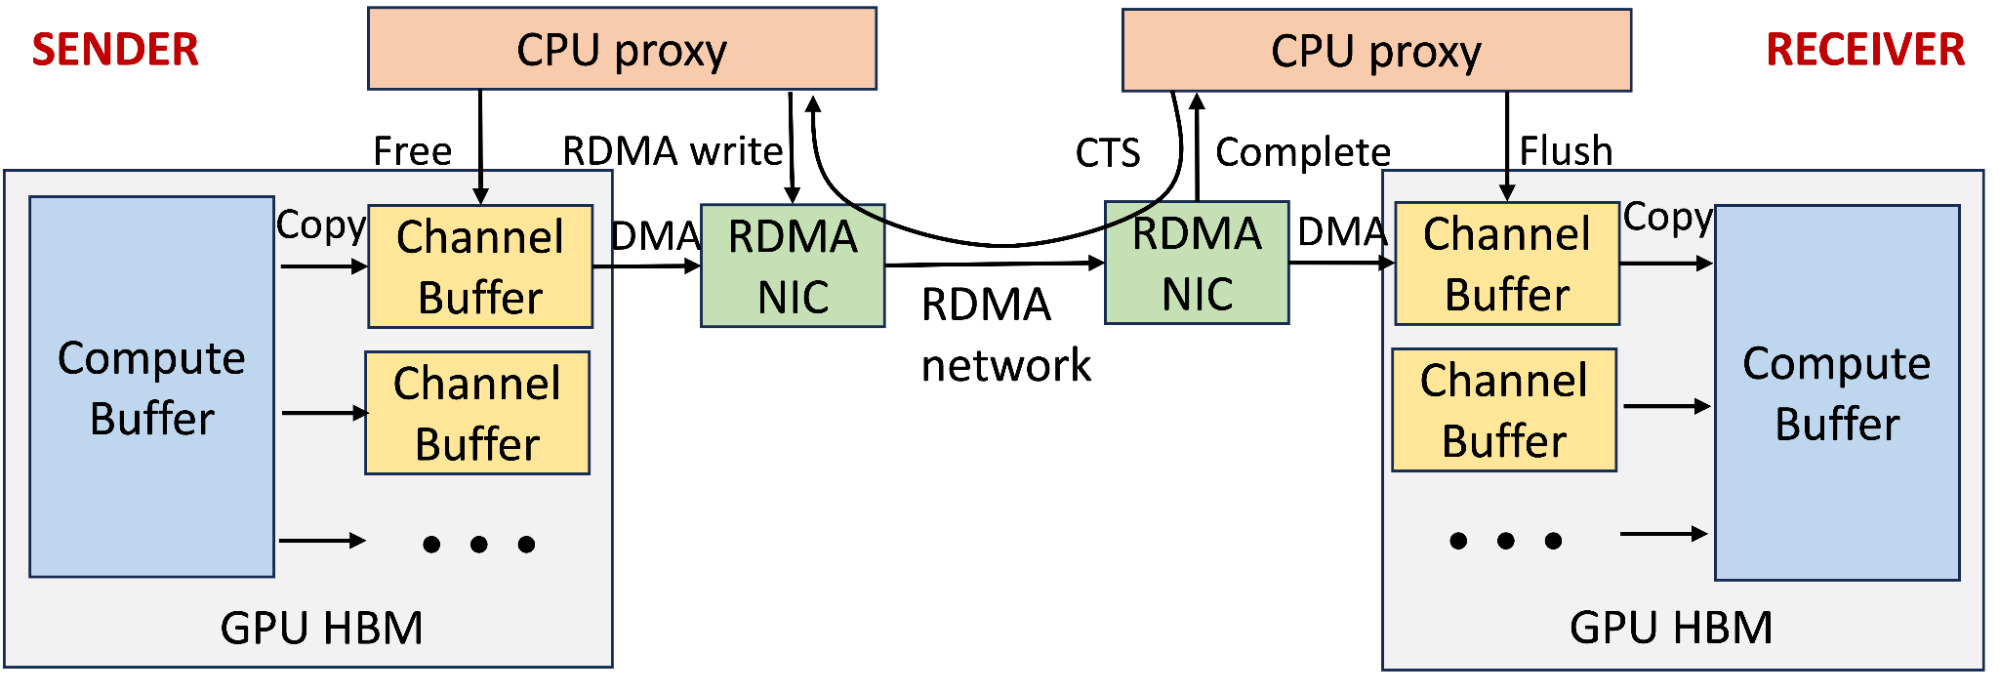 SENDER
CPU proxy
CPU proxy
RECEIVER
Free
RDMA write
CTS
Complete
Flush
Copy
Channel
Buffer
DMA
RDMA
NIC
RDMA
network
RDMA
NIC
DMA
Channel
Buffer
Copy
Compute
Buffer
Channel
Buffer
Channel
Buffer
Compute
Buffer
GPU HBM
GPU HBM